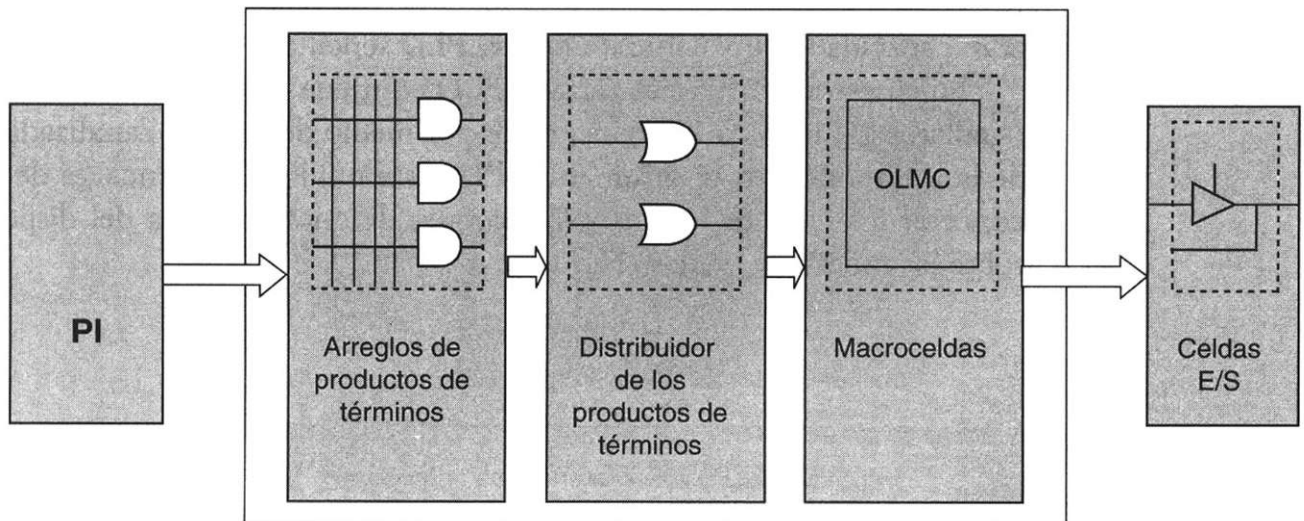 PI
Arreglos de
productos de
términos
Distribuidor
de los
productos de
términos
OLMC
Macroceldas
Celdas
E/S